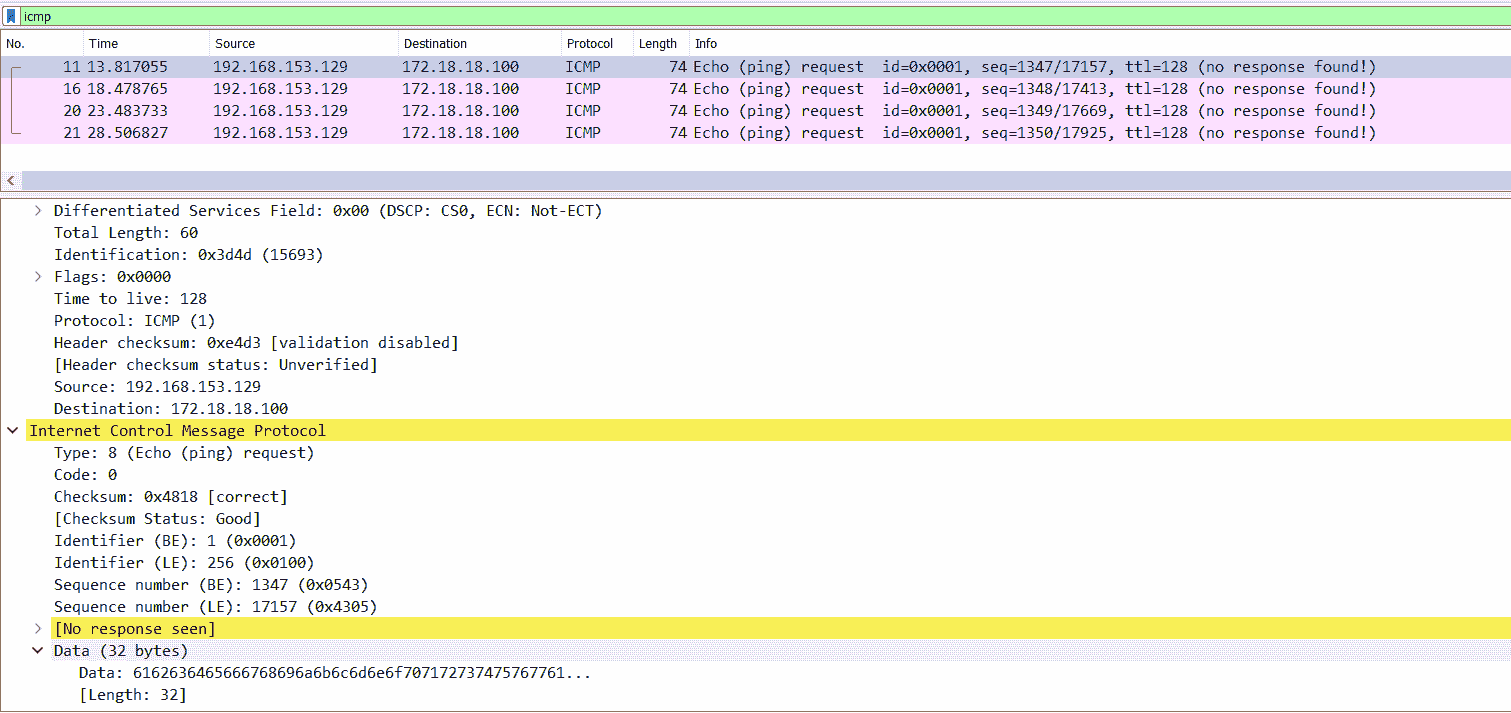 icmp
No. Time Source Destination Protocol Length Info
11 13.817055 192.168.153.129 172.18.18.100 ICMP 74 Echo (ping) request id=0x0001, seq=1347/17157, ttl=128 (no response found!)
16 18.478765 192.168.153.129 172.18.18.100 ICMP 74 Echo (ping) request id=0x0001, seq=1348/17413, ttl=128 (no response found!)
20 23.483733 192.168.153.129 172.18.18.100 ICMP 74 Echo (ping) request id=0x0001, seq=1349/17669, ttl=128 (no response found!)
21 28.506827 192.168.153.129 172.18.18.100 ICMP 74 Echo (ping) request id=0x0001, seq=1350/17925, ttl=128 (no response found!)
Differentiated Services Field: 0x00 (DSCP: CS0, ECN: Not-ECT)
Total Length: 60
Identification: 0x3d4d (15693)
Flags: 0x0000
Time to live: 128
Protocol: ICMP (1)
Header checksum: 0xe4d3 [validation disabled]
[Header checksum status: Unverified]
Source: 192.168.153.129
Destination: 172.18.18.100
Internet Control Message Protocol
Type: 8 (Echo (ping) request)
Code: 0
Checksum: 0x4818 [correct]
[Checksum Status: Good]
Identifier (BE): 1 (0x0001)
Identifier (LE): 256 (0x0100)
Sequence number (BE): 1347 (0x0543)
Sequence number (LE): 17157 (0x4305)
[No response seen]
Data (32 bytes)
Data: 6162636465666768696a6b6c6d6e6f707172737475767761...
[Length: 32]